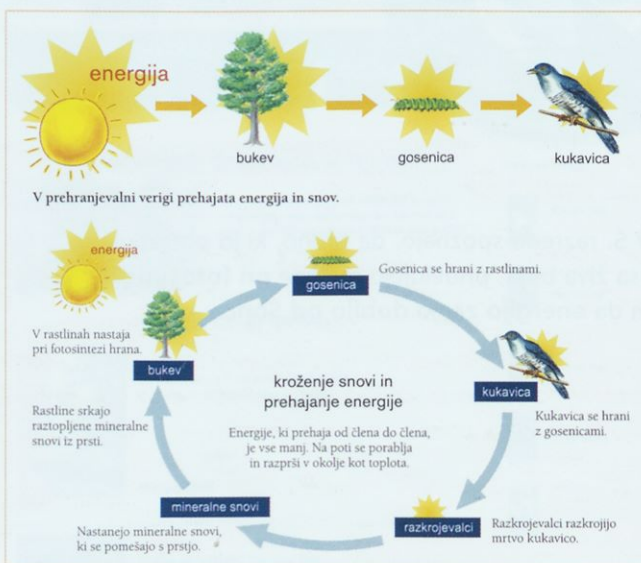 energija
bukev
gosenica
kukavica
V prehranjevalni verigi prehajata energija in snov.
energija
gosenica
Gosenica se hrani z rastlinami.
V rastlinah nastaja
pri fotosintezi hrana.
bukev
kroženje snovi in
prehajanje energije
kukavica
Kukavica se hrani
z gosenicami.
Rastline srkajo
raztopljene mineralne
snovi iz prsti.
Energije, ki prehaja od člena do člena,
je vse manj. Na poti se porablja
in razprši v okolje kot toplota.
mineralne snovi
Nastanejo mineralne snovi,
ki se pomešajo s prstjo.
razkrojevalci
Razkrojevalci razkrojijo
mrtvo kukavico.